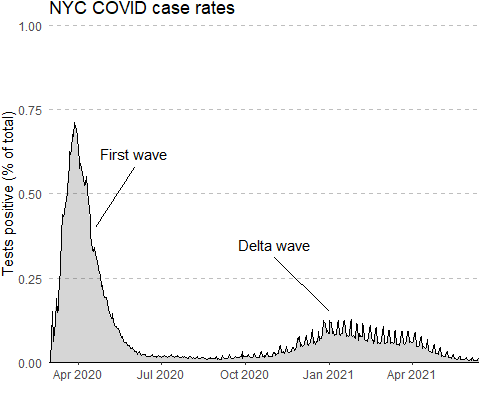 NYC COVID case rates
1.00
0.75
First wave
0.50
Tests positive (% of total)
Delta wave
0.25
0.00
Apr 2020 Jul 2020 Oct 2020 Jan 2021 Apr 2021